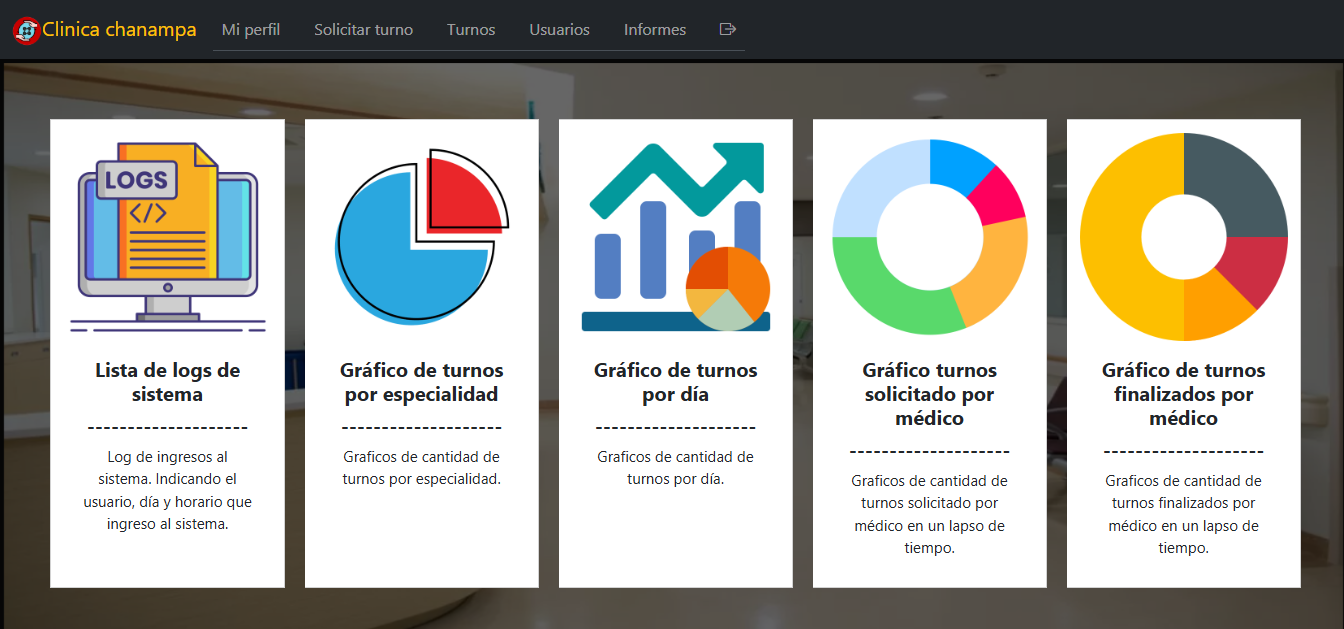 Clinica chanampa Mi perfil Solicitar turno Turnos Usuarios Informes
LOGS
</>
Lista de logs de
sistema
--------------------
Log de ingresos al
sistema. Indicando el
usuario, día y horario que
ingreso al sistema.
Gráfico de turnos
por especialidad
--------------------
Graficos de cantidad de
turnos por especialidad.
Gráfico de turnos
por día
--------------------
Graficos de cantidad de
turnos por día.
Gráfico turnos
solicitado por
médico
--------------------
Graficos de cantidad de
turnos solicitado por
médico en un lapso de
tiempo.
Gráfico de turnos
finalizados por
médico
--------------------
Graficos de cantidad de
turnos finalizados por
médico en un lapso de
tiempo.